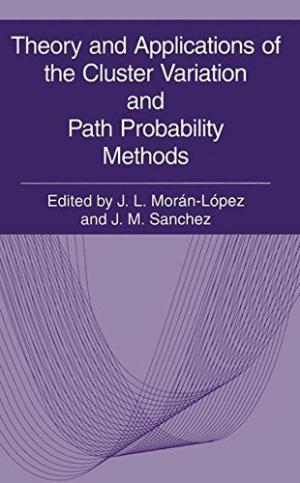 Theory and Applications of
the Cluster Variation
and
Path Probability
Methods
Edited by J. L. Morán-López
and J. M. Sanchez